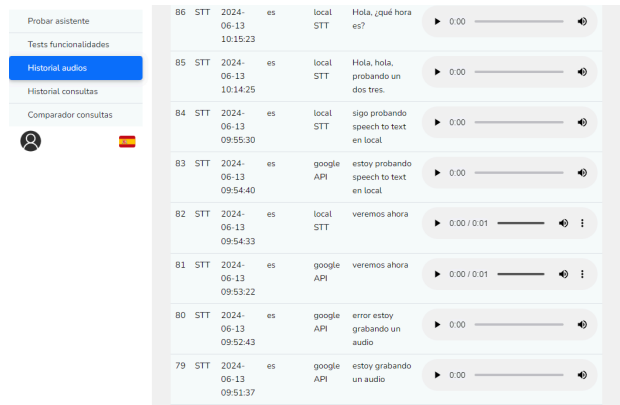 Probar asistente
Tests funcionalidades
Historial audios
Historial consultas
Comparador consultas
86 STT 2024- es local Hola, ¿qué hora 0:00
06-13 STT es?
10:15:23
85 STT 2024- es local Hola, hola, 0:00
06-13 STT probando un
10:14:25 dos tres.
84 STT 2024- es local sigo probando 0:00
06-13 STT speech to text
09:55:30 en local
83 STT 2024- es google estoy probando 0:00
06-13 API speech to text
09:54:40 en local
82 STT 2024- es local veremos ahora 0:00 / 0:01
06-13 STT
09:54:33
81 STT 2024- es google veremos ahora 0:00 / 0:01
06-13 API
09:53:22
80 STT 2024- es google error estoy 0:00
06-13 API grabando un
09:52:43 audio
79 STT 2024- es google estoy grabando 0:00
06-13 API un audio
09:51:37